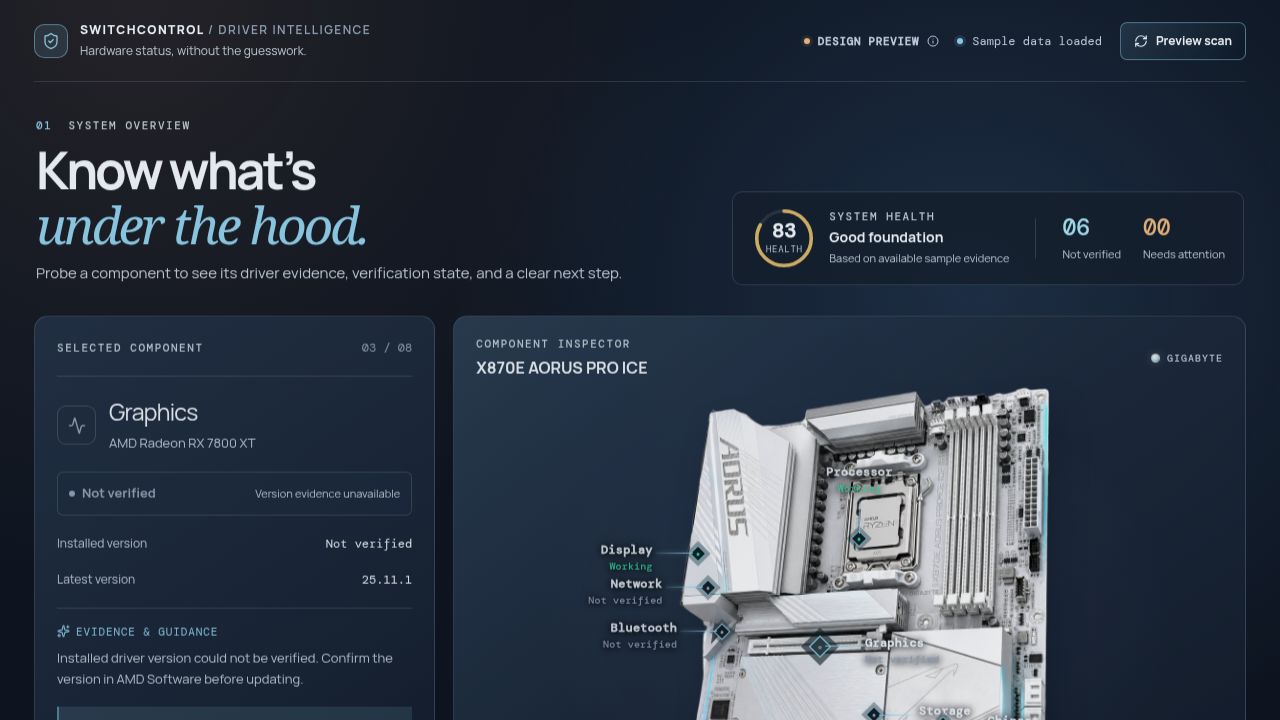 SWITCHCONTROL / DRIVER INTELLIGENCE
Hardware status, without the guesswork.
DESIGN PREVIEW
Sample data loaded
Preview scan
01 SYSTEM OVERVIEW
Know what's
under the hood.
Probe a component to see its driver evidence, verification state, and a clear next step.
83
HEALTH
SYSTEM HEALTH
Good foundation
Based on available sample evidence
06
Not verified
00
Needs attention
SELECTED COMPONENT
03 / 08
Graphics
AMD Radeon RX 7800 XT
Not verified
Version evidence unavailable
Installed version
Not verified
Latest version
25.11.1
EVIDENCE & GUIDANCE
Installed driver version could not be verified. Confirm the
version in AMD Software before updating.
COMPONENT INSPECTOR
X870E AORUS PRO ICE
GIGABYTE
AORUS
Processor
Working
RYZEN
Display
Working
Network
Not verified
Bluetooth
Not verified
Graphics
Not verified
Storage